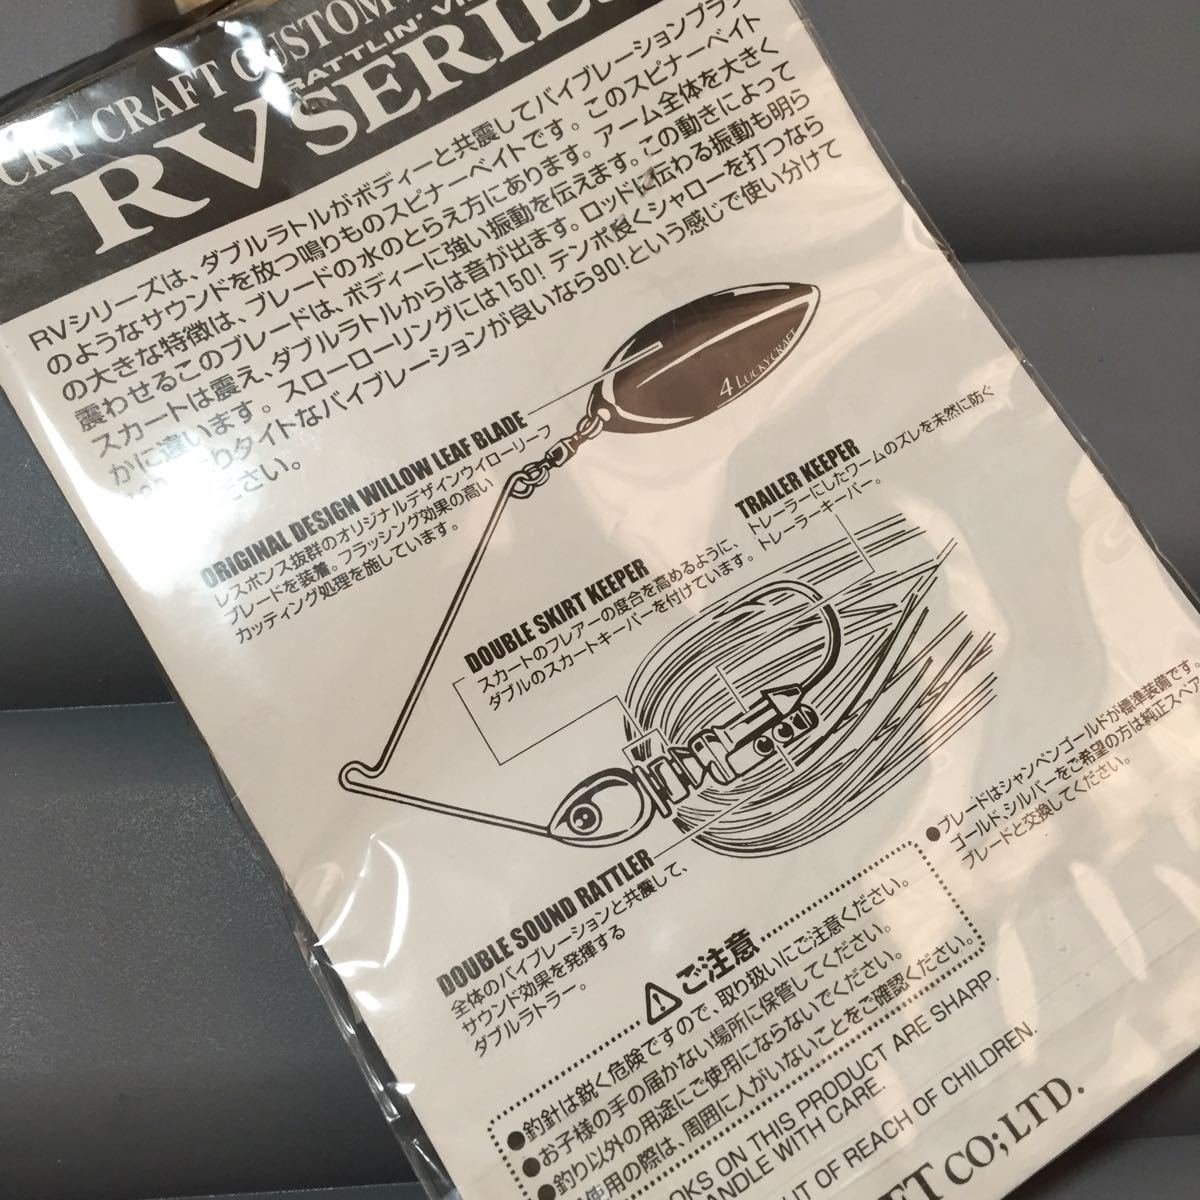 CRAFT CUSTOM
RATTLIN'
RV SERIES
RVシリーズは、ダブルラトルがボディーと共震してバイブレーションプラグ
のようなサウンドを放つ鳴りものスピナーベイトです。このスピナーベイト
の大きな特徴は、ブレードの水のとらえ方にあります。アーム全体を大きく
震わせるこのブレードは、ボディーに強い振動を伝えます。この動きによって
スカートは震え、ダブルラトルからは音が出ます。ロッドに伝わる振動も明ら
かに違います。スローローリングには150!テンポ良くシャローを打つなら
りタイトなバイブレーションが良いなら90!という感じで使い分けて
ださい。
4 LUCKYCRAFT
ORIGINAL DESIGN WILLOW LEAF BLADE
レスポンス抜群のオリジナルデザインウイローリーフ
ブレードを装着。フラッシング効果の高い
カッティング処理を施しています。
TRAILER KEEPER
トレーラーにしたワームのズレを未然に防ぐ
トレーラーキーパー。
DOUBLE SKIRT KEEPER
スカートのフレアーの度合を高めるように、
ダブルのスカートキーパーを付けています。
DOUBLE SOUND RATTLER
全体のバイブレーションと共震して、
サウンド効果を発揮する
ダブルラトラー。
●ブレードはシャンペンゴールドが標準装備です。
ゴールド、シルバーをご希望の方は純正スペア
ブレードと交換してください。
ご注意
●釣針は鋭く危険ですので、取り扱いにご注意ください。
●お子様の手の届かない場所に保管してください。
●釣り以外の用途にご使用にならないでください。
使用の際は、周囲に人がいないことをご確認ください。
OKS ON THIS PRODUCT ARE SHARP.
ANDLE WITH CARE.
OUT OF REACH OF CHILDREN.
CO;LTD.